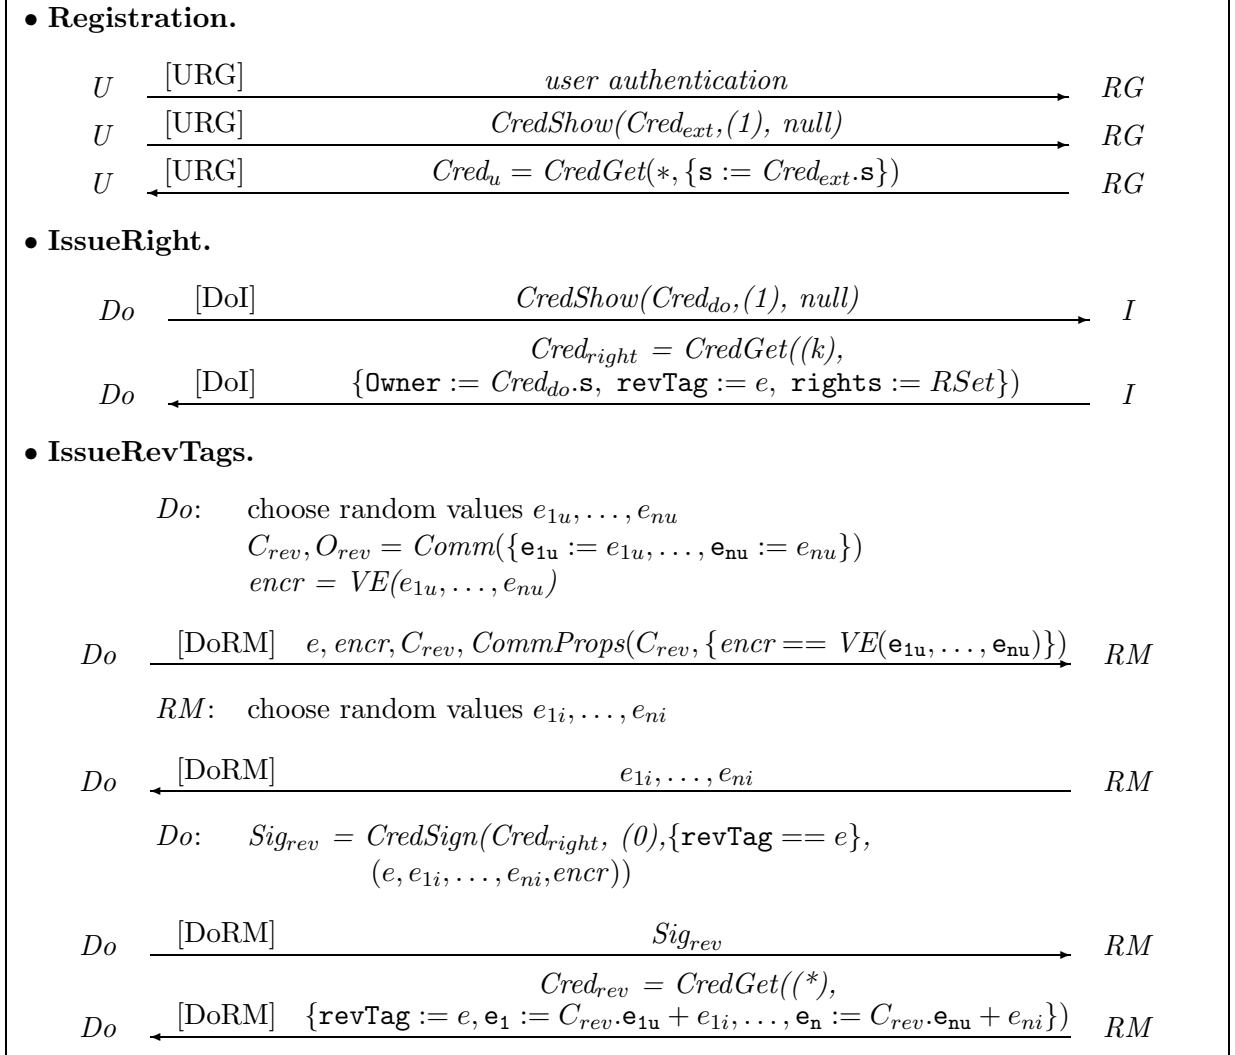 • Registration.
U [URG] user authentication RG
U [URG] CredShow(Cred_ext,(1), null) RG
U [URG] Cred_u = CredGet(∗, {s := Cred_ext.s}) RG
• IssueRight.
Do [DoI] CredShow(Cred_do,(1), null) I
Cred_right = CredGet((k),
Do [DoI] {Owner := Cred_do.s, revTag := e, rights := RSet}) I
• IssueRevTags.
Do: choose random values e_1u, . . . , e_nu
C_rev, O_rev = Comm({e_1u := e_1u, . . . , e_nu := e_nu})
encr = VE(e_1u, . . . , e_nu)
Do [DoRM] e, encr, C_rev, CommProps(C_rev, {encr == VE(e_1u, . . . , e_nu)}) RM
RM: choose random values e_1i, . . . , e_ni
Do [DoRM] e_1i, . . . , e_ni RM
Do: Sig_rev = CredSign(Cred_right, (0),{revTag == e},
(e, e_1i, . . . , e_ni,encr))
Do [DoRM] Sig_rev RM
Cred_rev = CredGet((*),
Do [DoRM] {revTag := e, e_1 := C_rev.e_1u + e_1i, . . . , e_n := C_rev.e_nu + e_ni}) RM